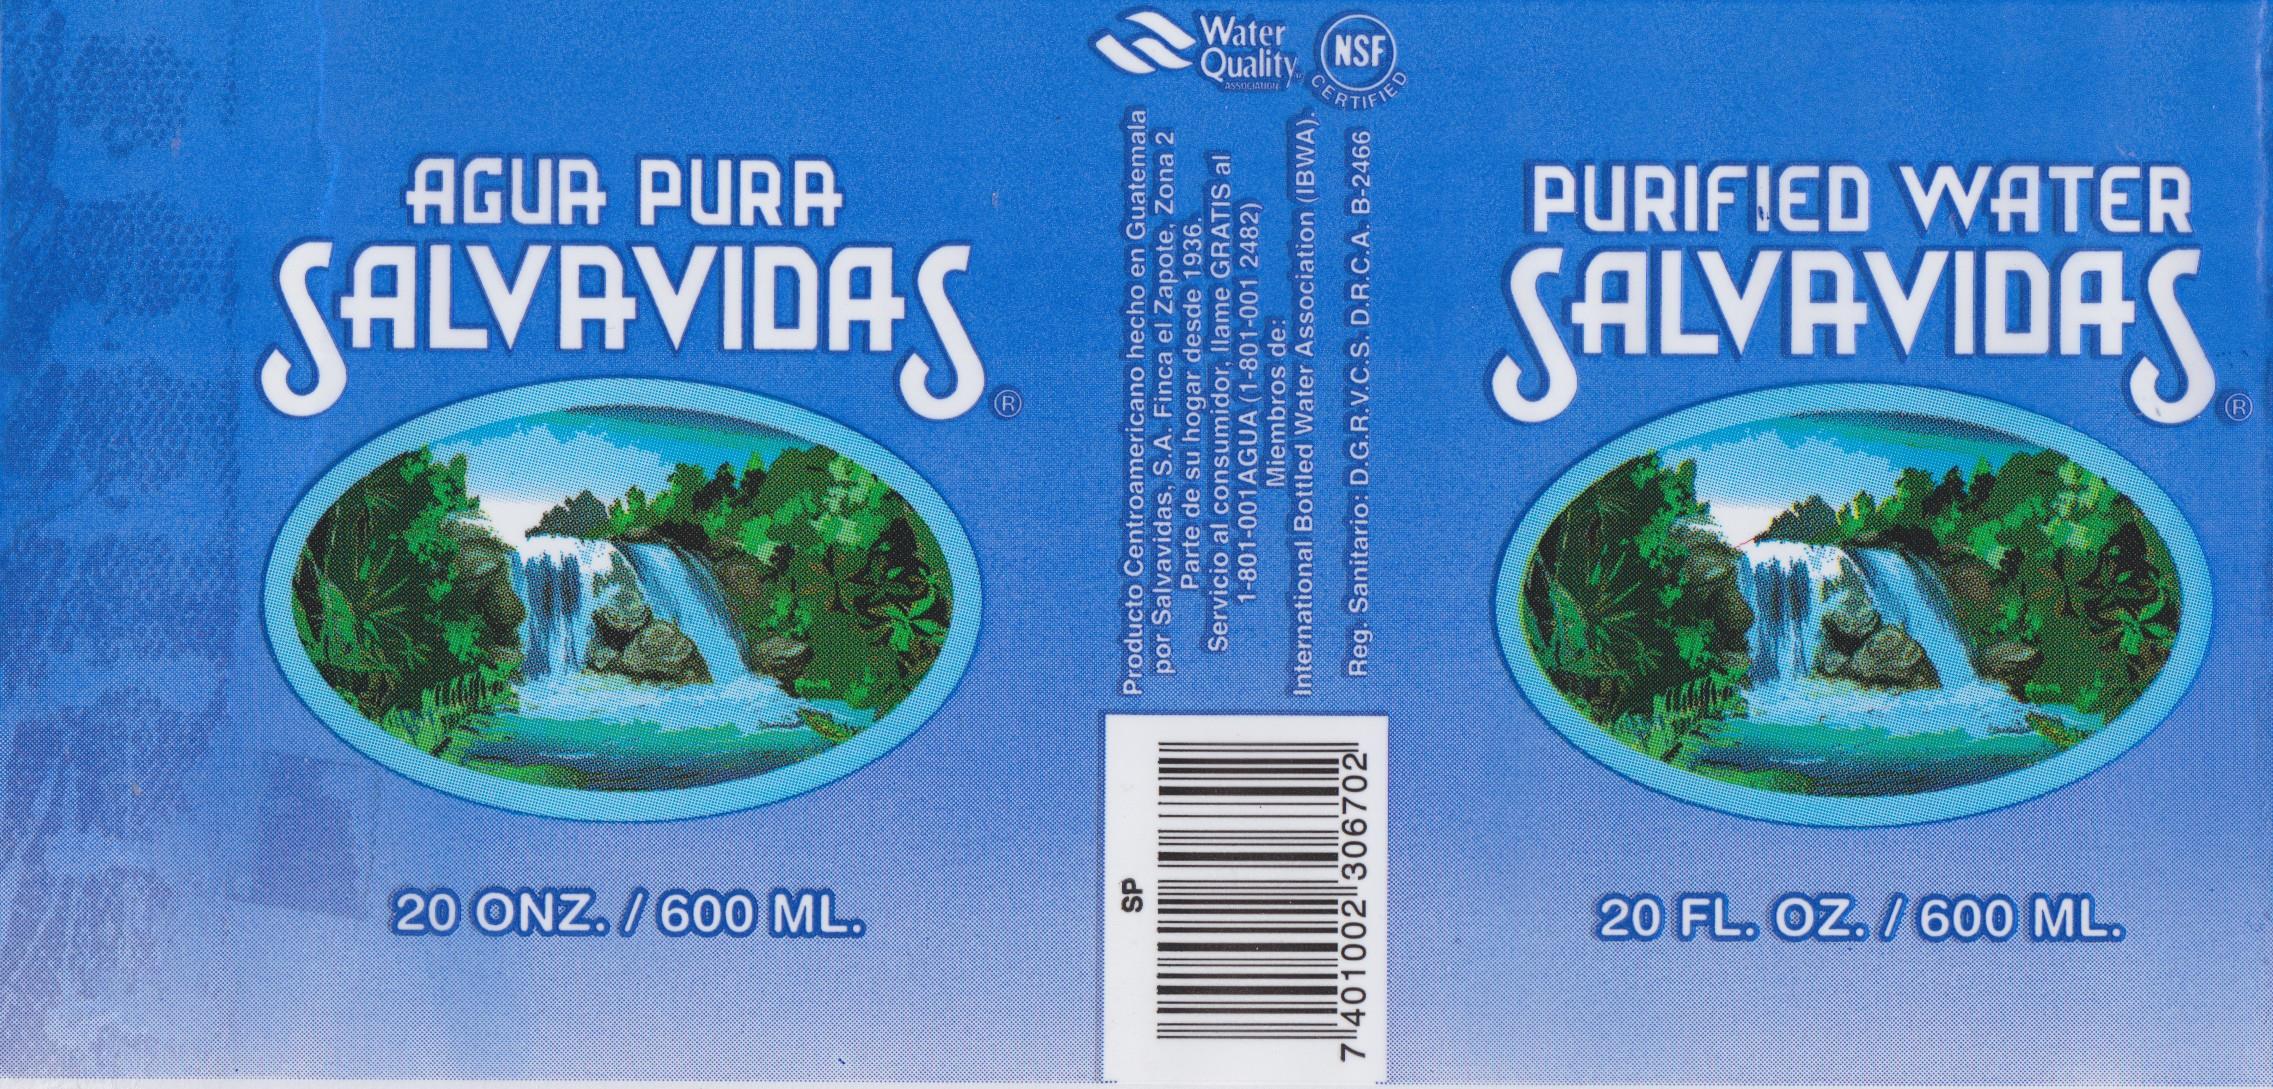 AGUA PURA
SALVAVIDAS
®
20 ONZ. / 600 ML.
Water
Quality
ASSOCIATION
NSF
CERTIFIED
Producto Centroamericano hecho en Guatemala
por Salvavidas, S.A. Finca el Zapote, Zona 2
Parte de su hogar desde 1936.
Servicio al consumidor, llame GRATIS al
1-801-001AGUA (1-801-001 2482)
Miembros de:
International Bottled Water Association (IBWA).
Reg. Sanitario: D.G.R.V.C.S. D.R.C.A. B-2466
SP
7 401002 306702
PURIFIED WATER
SALVAVIDAS
®
20 FL. OZ. / 600 ML.